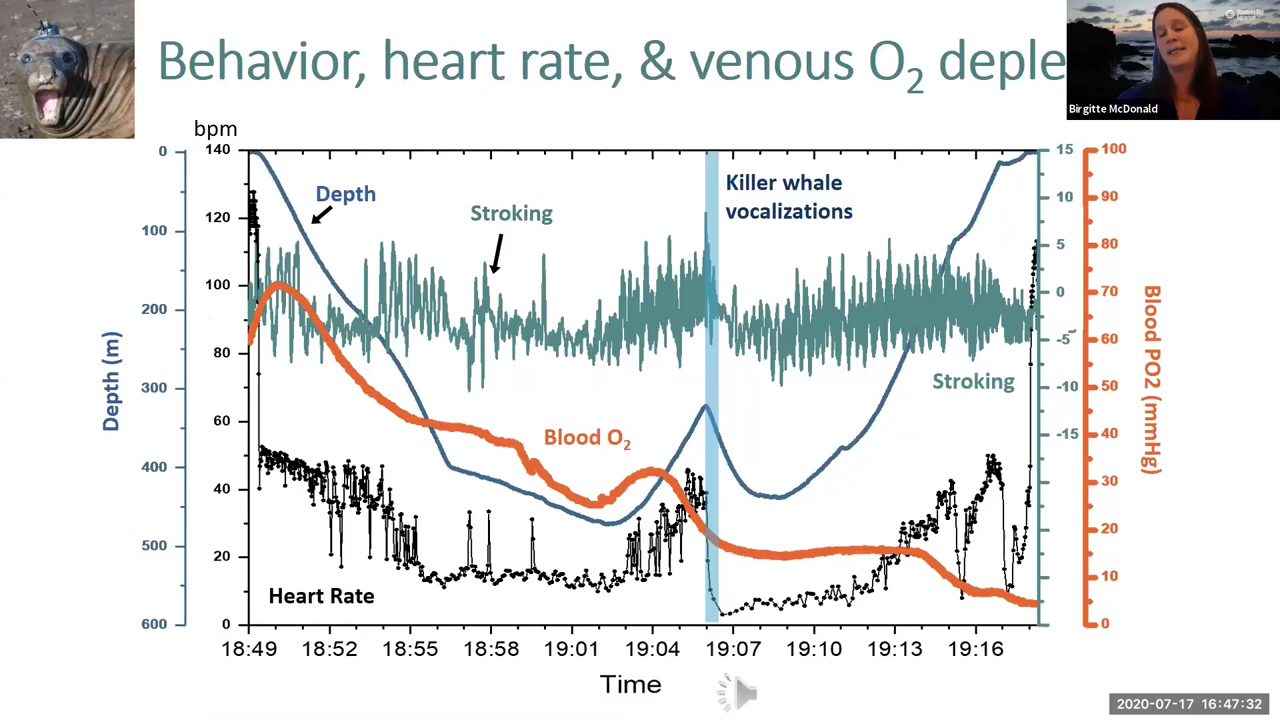 Behavior, heart rate, & venous O2 deple
Birgitte McDonald
bpm
140
120
100
80
60
40
20
0
0
100
200
300
400
500
600
Depth (m)
Depth
Stroking
Killer whale
vocalizations
Stroking
Blood O2
Heart Rate
15
10
5
0
-5
-10
-15
100
90
80
70
60
50
40
30
20
10
0
Blood PO2 (mmHg)
18:49 18:52 18:55 18:58 19:01 19:04 19:07 19:10 19:13 19:16
Time
2020-07-17 16:47:32